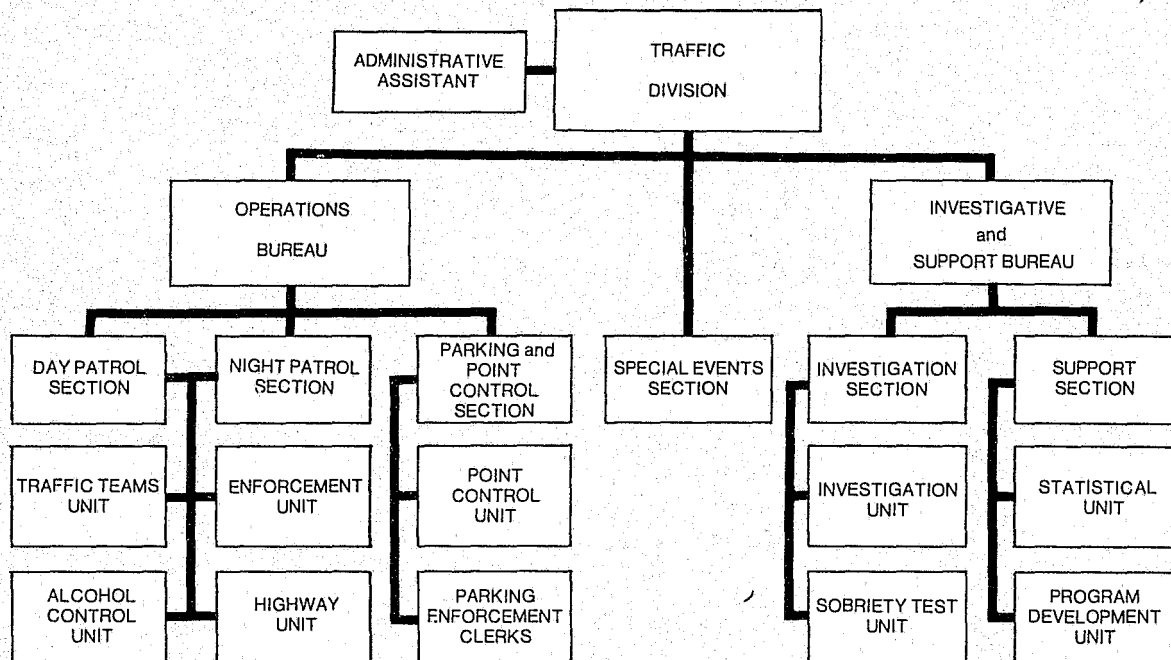 ADMINISTRATIVE
ASSISTANT
TRAFFIC
DIVISION
OPERATIONS
BUREAU
INVESTIGATIVE
and
SUPPORT BUREAU
DAY PATROL
SECTION
NIGHT PATROL
SECTION
PARKING and
POINT
CONTROL
SECTION
SPECIAL EVENTS
SECTION
INVESTIGATION
SECTION
SUPPORT
SECTION
TRAFFIC TEAMS
UNIT
ENFORCEMENT
UNIT
POINT
CONTROL
UNIT
INVESTIGATION
UNIT
STATISTICAL
UNIT
ALCOHOL
CONTROL
UNIT
HIGHWAY
UNIT
PARKING
ENFORCEMENT
CLERKS
SOBRIETY TEST
UNIT
PROGRAM
DEVELOPMENT
UNIT